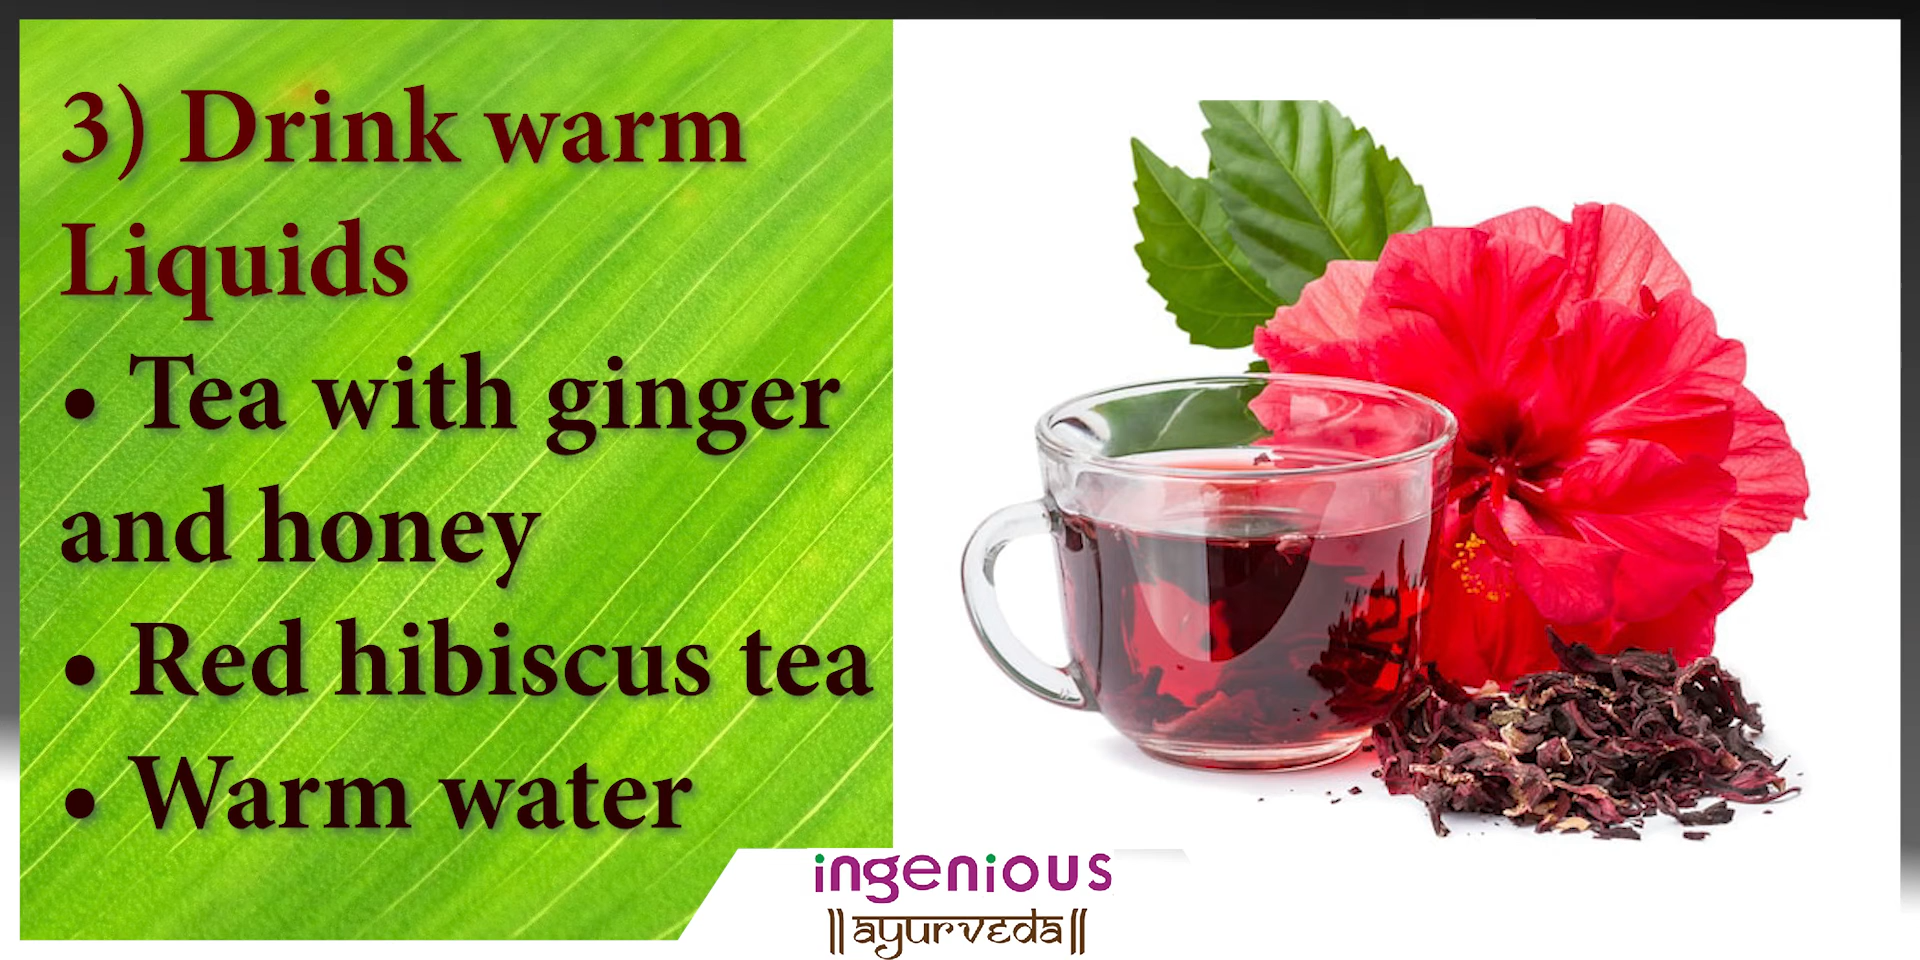 3) Drink warm
Liquids
• Tea with ginger
and honey
• Red hibiscus tea
• Warm water
ingenious
||ayurveda||